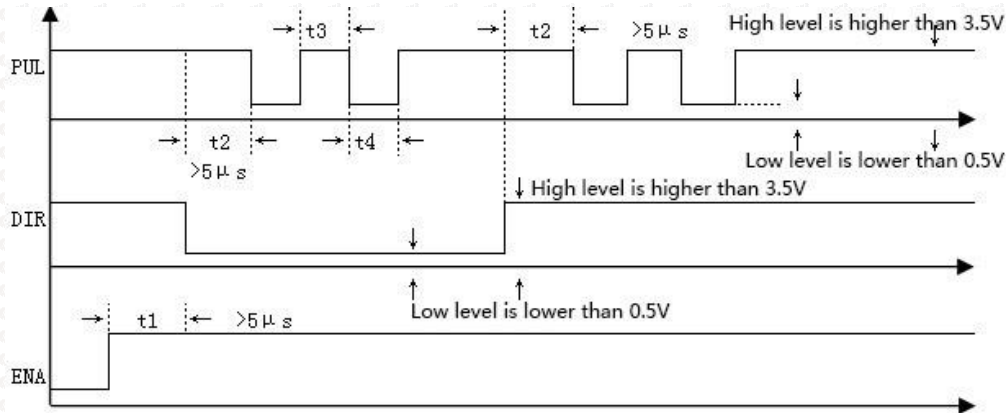 High level is higher than 3.5V
t3
t2
>5μs
PUL
t2
t4
>5μs
Low level is lower than 0.5V
High level is higher than 3.5V
DIR
Low level is lower than 0.5V
t1
>5μs
ENA